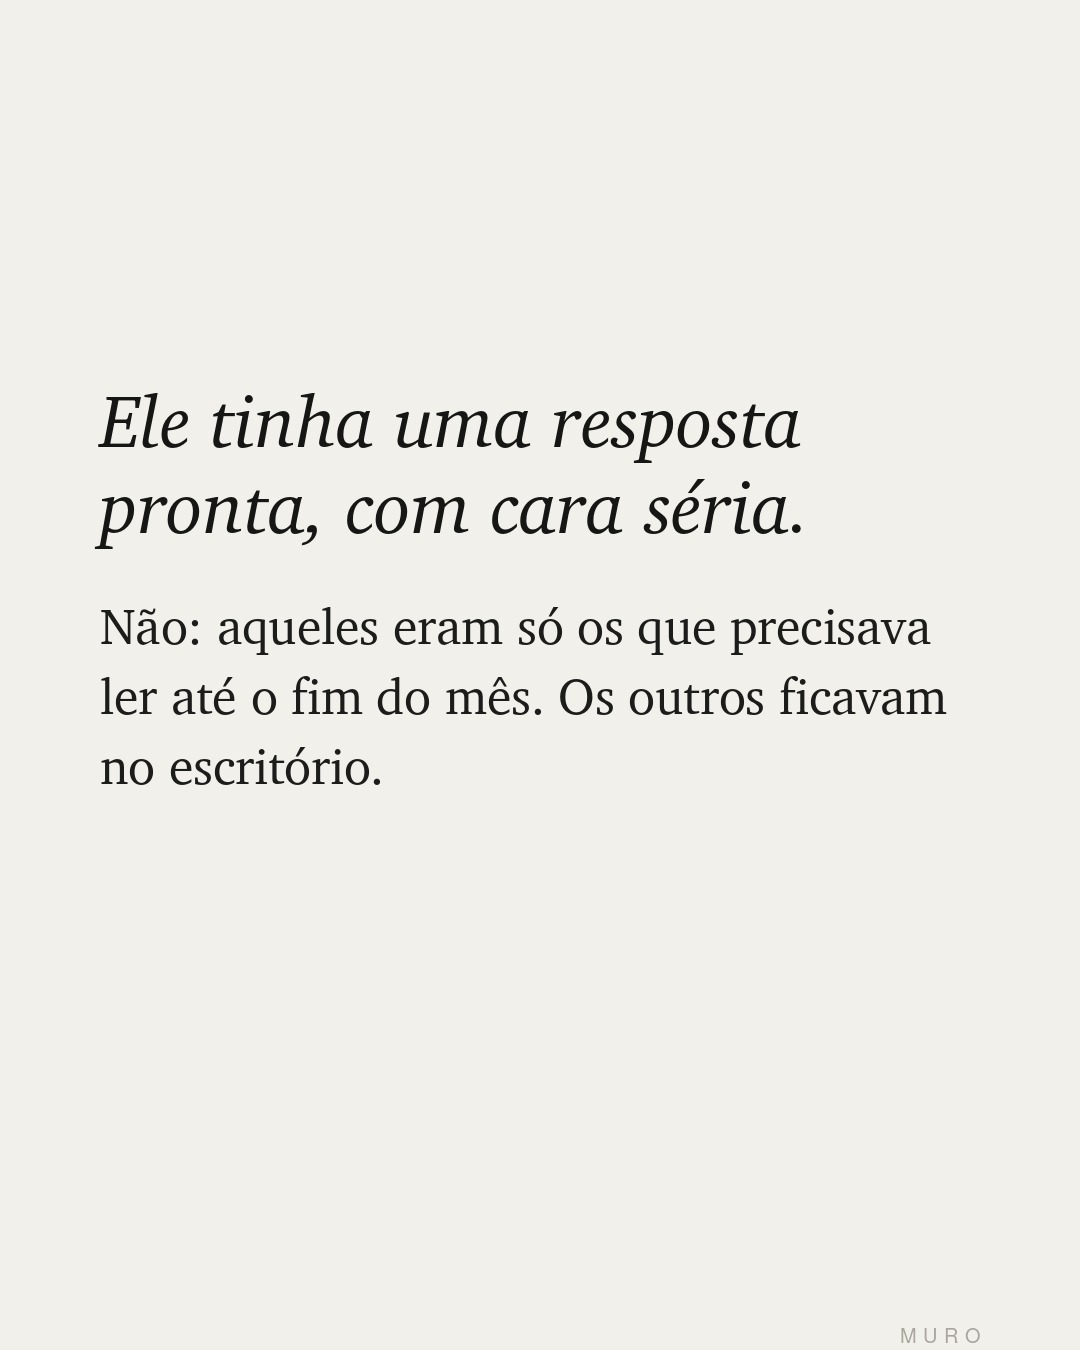 Ele tinha uma resposta
pronta, com cara séria.
Não: aqueles eram só os que precisava
ler até o fim do mês. Os outros ficavam
no escritório.
MURO